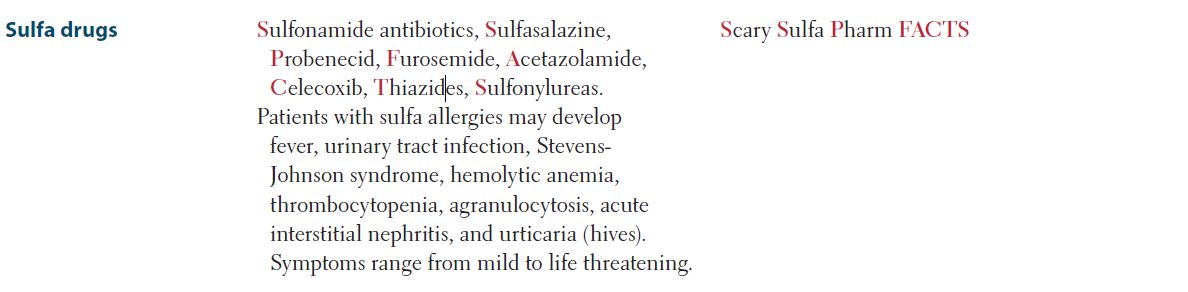 Sulfa drugs
Sulfonamide antibiotics, Sulfasalazine,
Probenecid, Furosemide, Acetazolamide,
Celecoxib, Thiazides, Sulfonylureas.
Patients with sulfa allergies may develop
fever, urinary tract infection, Stevens-
Johnson syndrome, hemolytic anemia,
thrombocytopenia, agranulocytosis, acute
interstitial nephritis, and urticaria (hives).
Symptoms range from mild to life threatening.
Scary Sulfa Pharm FACTS